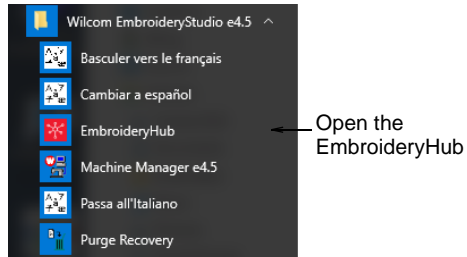 Wilcom EmbroideryStudio e4.5
Basculer vers le français
Cambiar a español
EmbroideryHub
Open the
EmbroideryHub
Machine Manager e4.5
Passa all'Italiano
Purge Recovery